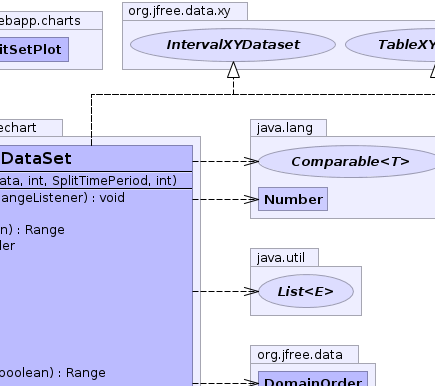 ebapp.charts
itSetPlot
org.jfree.data.xy
IntervalXYDataset
TableXY
echart
DataSet
ata, int, SplitTimePeriod, int)
angeListener) : void
n) : Range
ler
boolean) : Range
java.lang
Comparable<T>
Number
java.util
List<E>
org.jfree.data
DomainOrder